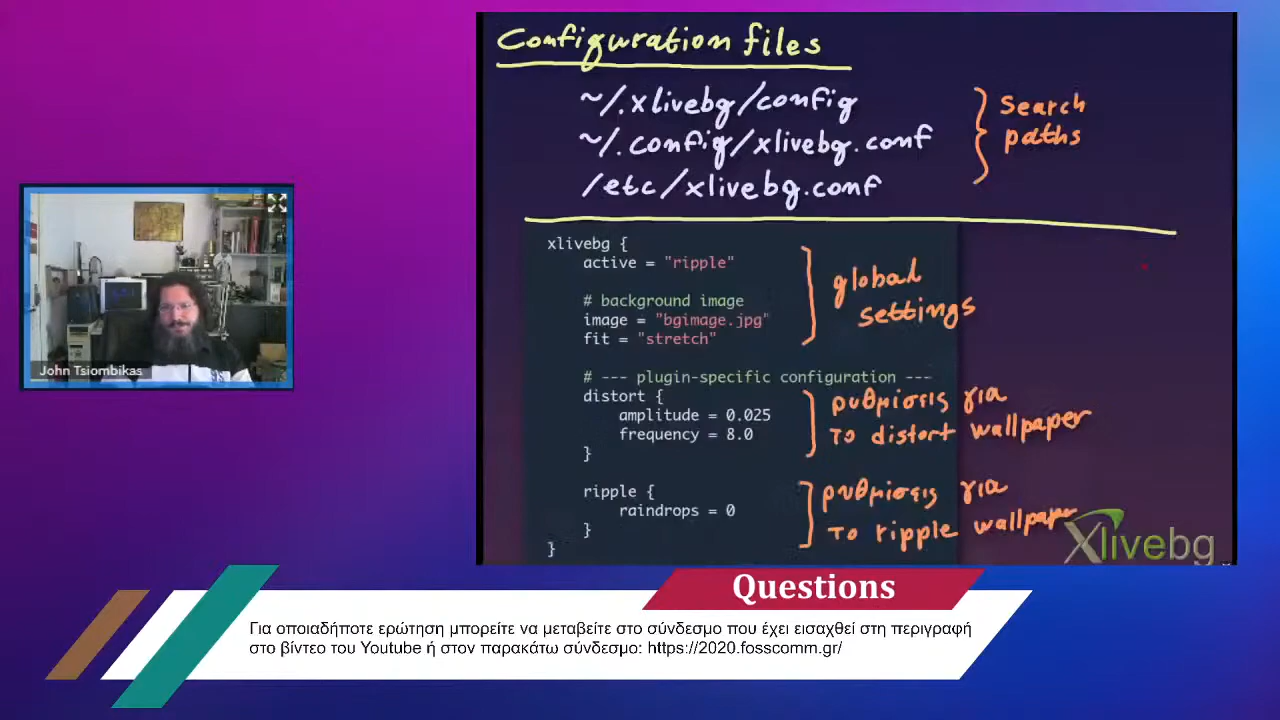 Configuration files
~/.xlivebg/config
~/.config/xlivebg.conf
/etc/xlivebg.conf
Search
paths
xlivebg {
active = "ripple"
# background image
image = "bgimage.jpg"
fit = "stretch"
global
settings
# --- plugin-specific configuration ---
distort {
amplitude = 0.025
frequency = 8.0
}
ρυθμίσεις για
το distort wallpaper
ripple {
raindrops = 0
}
}
ρυθμίσεις για
το ripple wallpaper
Xlivebg
John Tsiombikas
Questions
Για οποιαδήποτε ερώτηση μπορείτε να μεταβείτε στο σύνδεσμο που έχει εισαχθεί στη περιγραφή
στο βίντεο του Youtube ή στον παρακάτω σύνδεσμο: https://2020.fosscomm.gr/